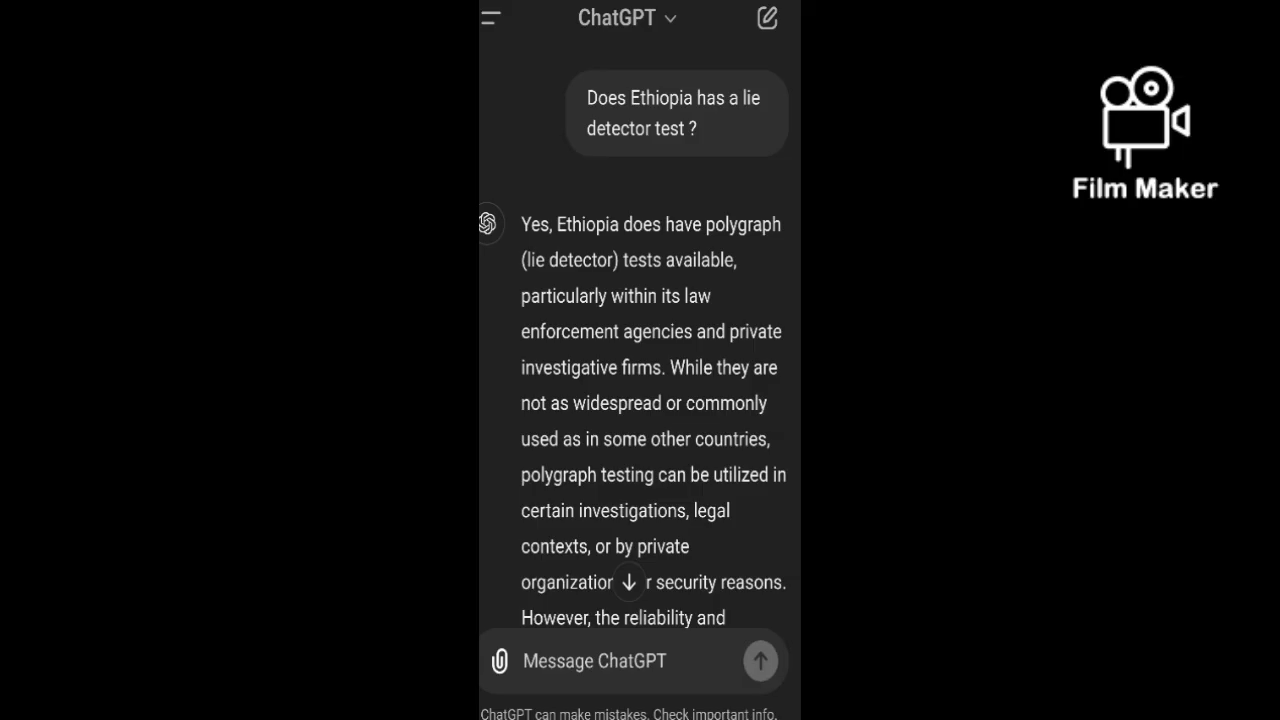 ChatGPT
Does Ethiopia has a lie
detector test ?
Film Maker
Yes, Ethiopia does have polygraph
(lie detector) tests available,
particularly within its law
enforcement agencies and private
investigative firms. While they are
not as widespread or commonly
used as in some other countries,
polygraph testing can be utilized in
certain investigations, legal
contexts, or by private
security reasons.
However, the reliability and
Message ChatGPT
ChatGPT can make mistakes. Check important info.